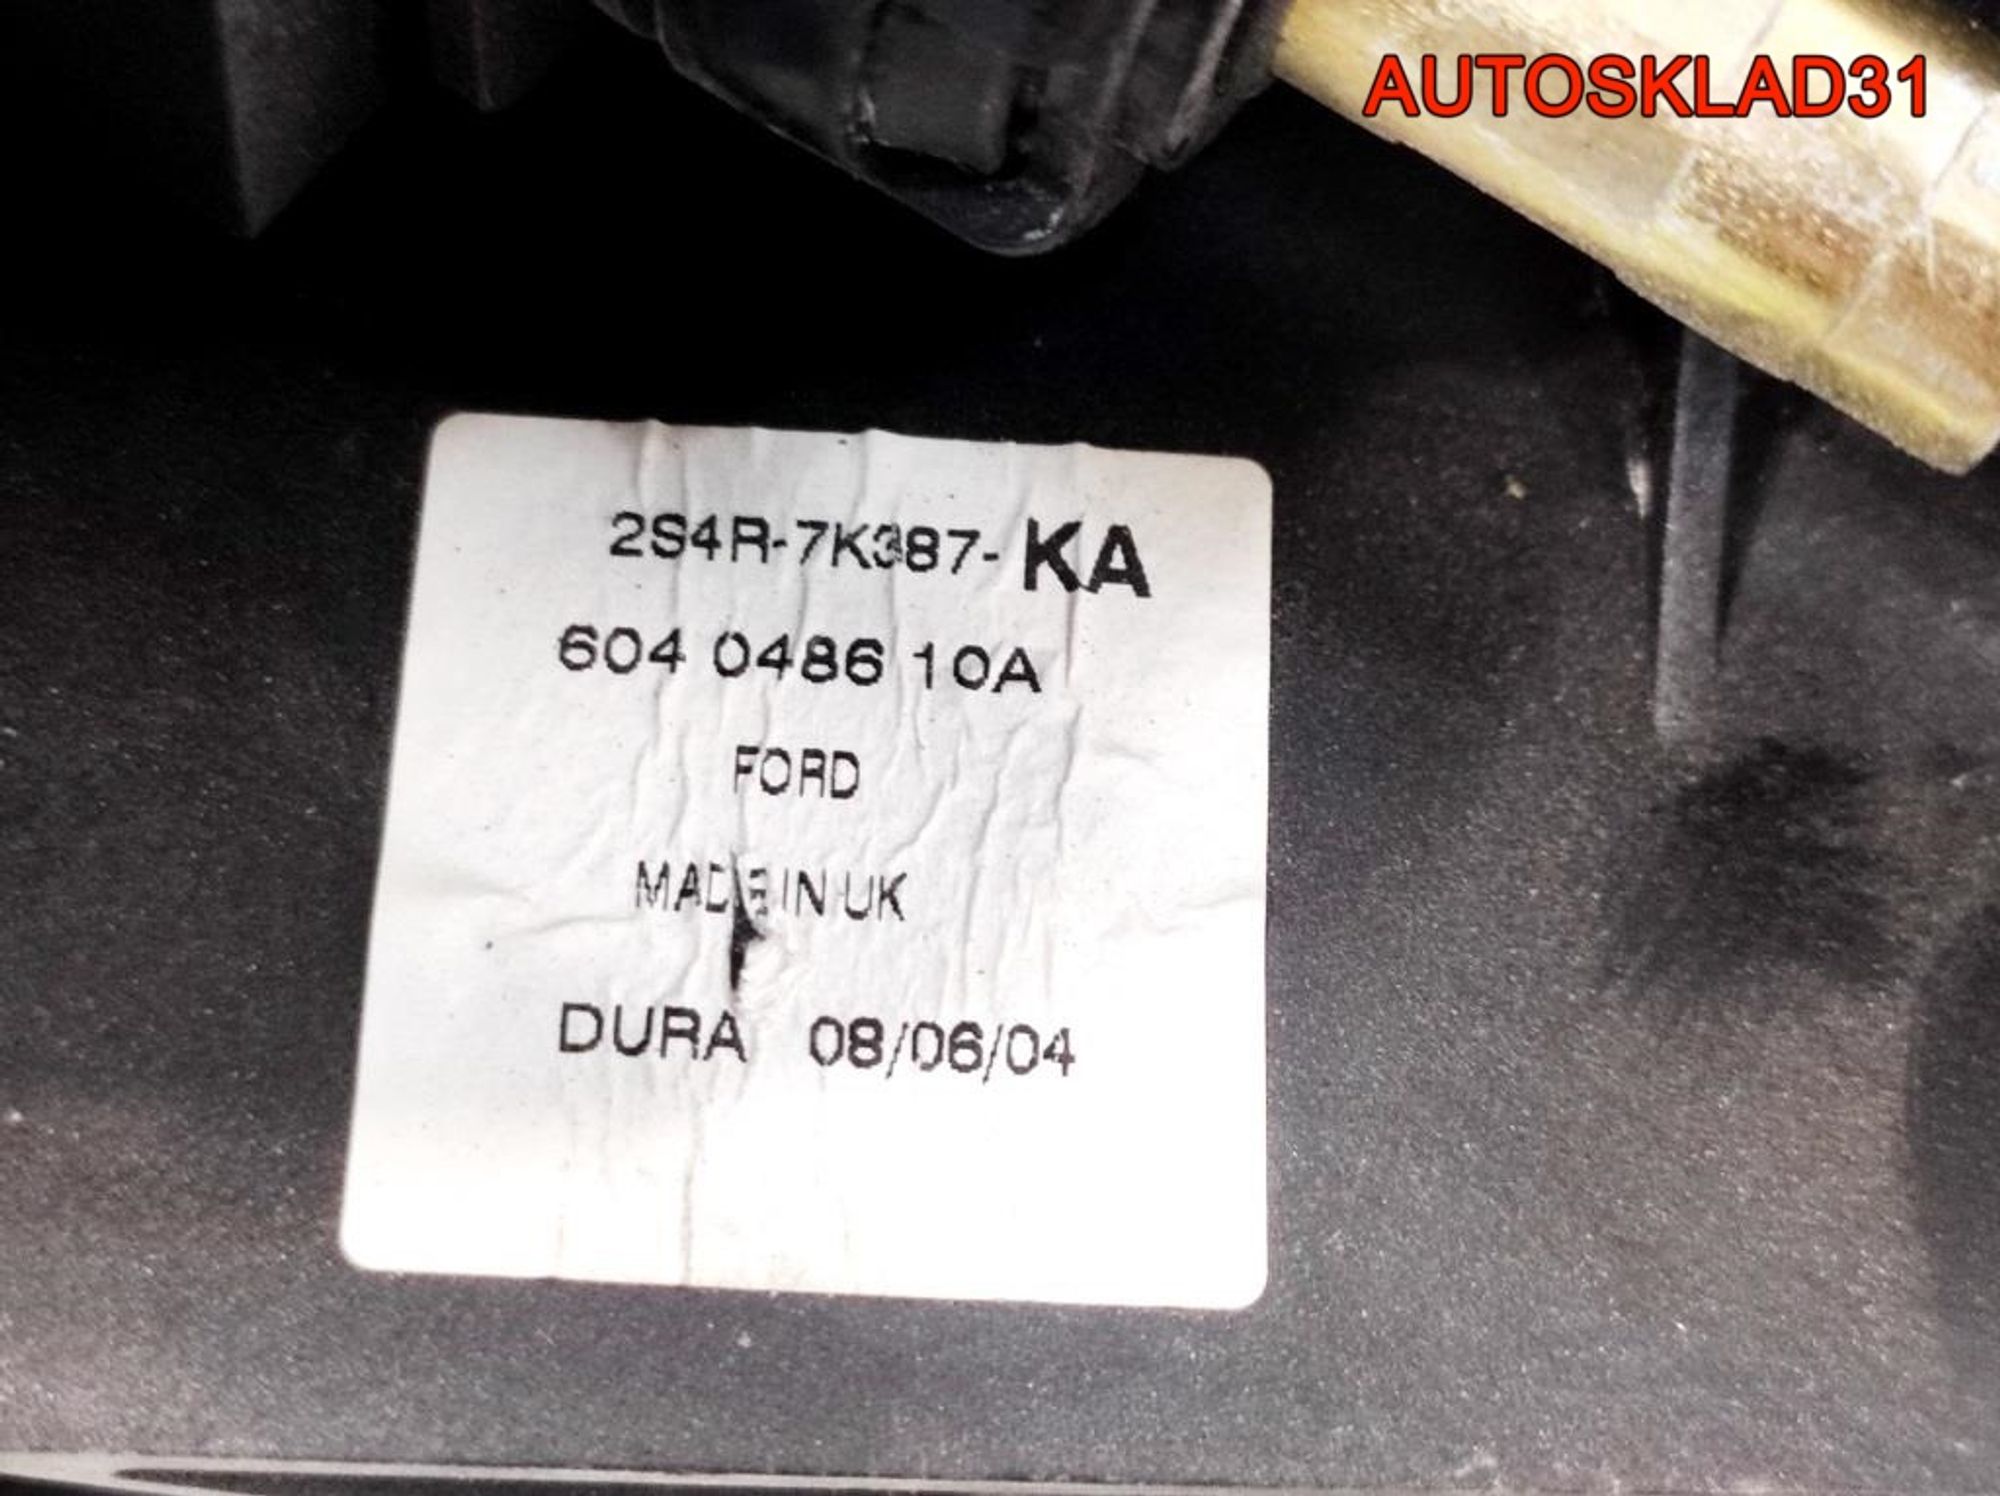 AUTOSKLAD31
2S4R-7K387-KA
604 0486 10A
FORD
MADE IN UK
DURA 08/06/04